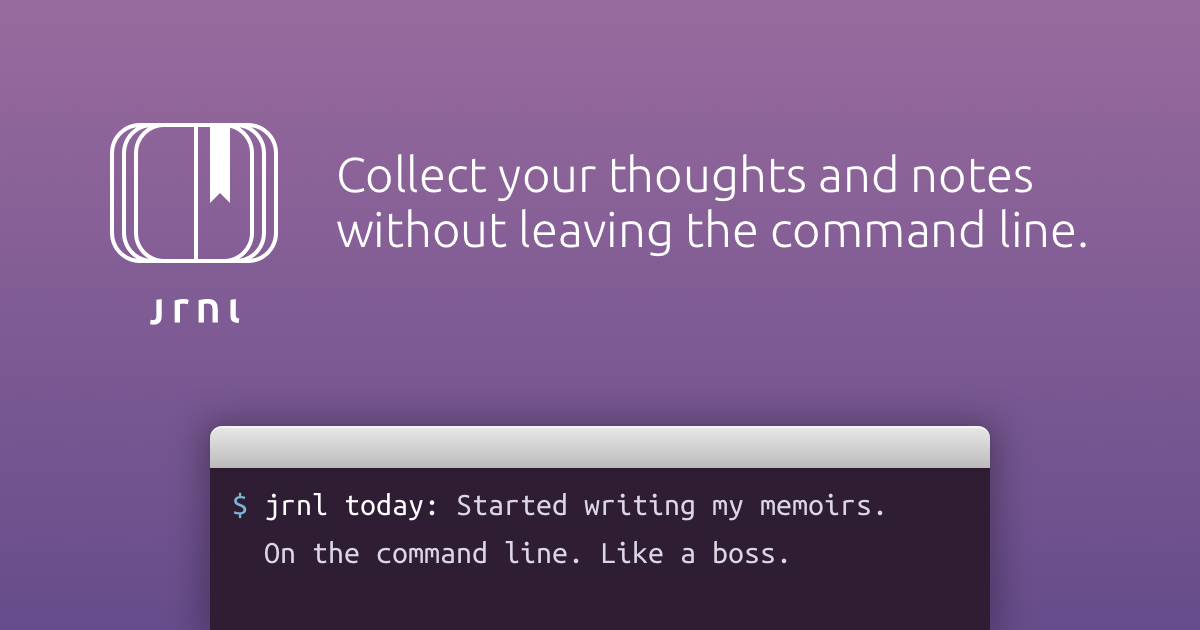 Collect your thoughts and notes
without leaving the command line.
jrnl
$ jrnl today: Started writing my memoirs.
On the command line. Like a boss.